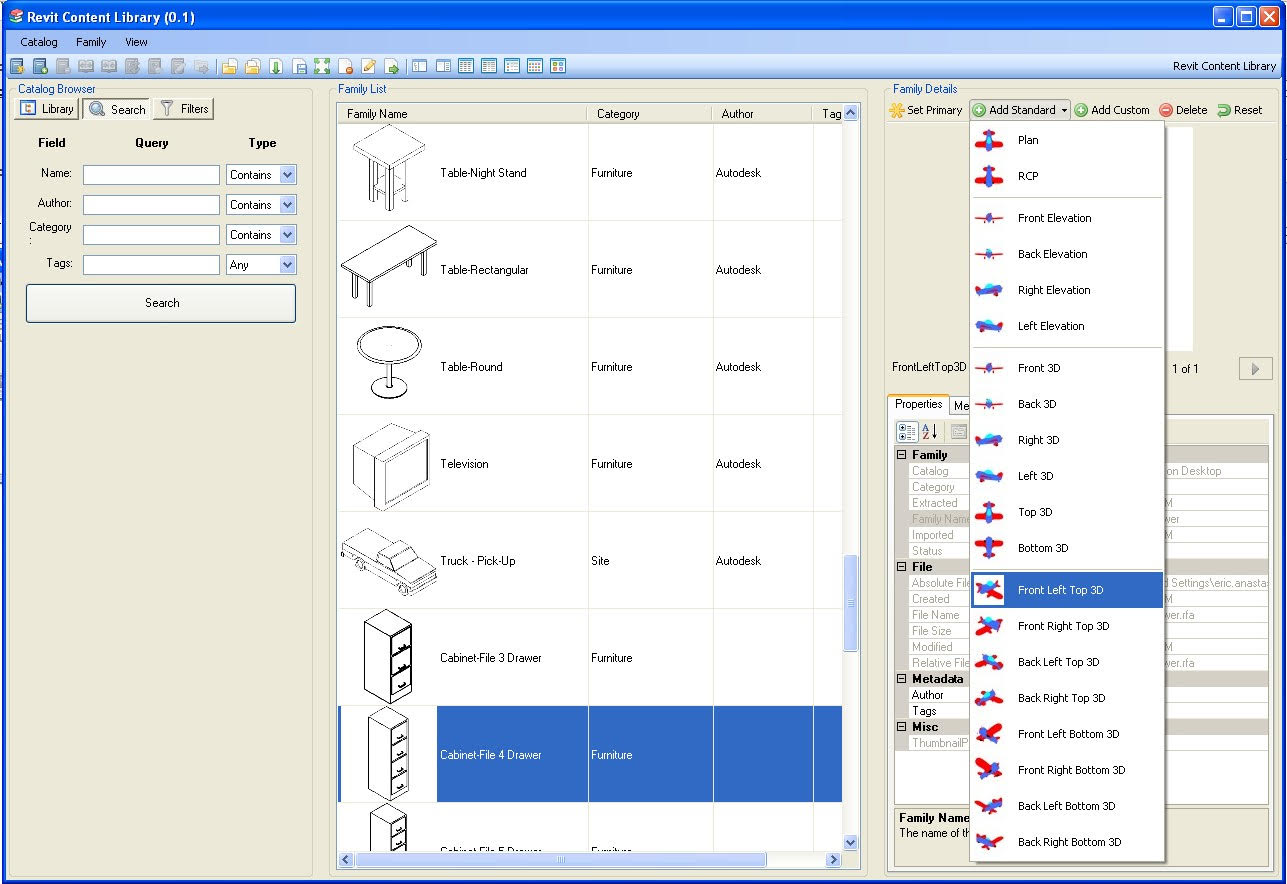 Revit Content Library (0.1)
Catalog Family View
Revit Content Library
Catalog Browser
Library Search Filters
Field Query Type
Name: Contains
Author: Contains
Category
: Contains
Tags: Any
Search
Family List
Family Name Category Author Tag
Table-Night Stand Furniture Autodesk
Table-Rectangular Furniture Autodesk
Table-Round Furniture Autodesk
Television Furniture Autodesk
Truck - Pick-Up Site Autodesk
Cabinet-File 3 Drawer Furniture
Cabinet-File 4 Drawer Furniture
Cabinet-File 5 Drawer Furniture
Family Details
Set Primary Add Standard Add Custom Delete Reset
Plan
RCP
Front Elevation
Back Elevation
Right Elevation
Left Elevation
Front 3D
Back 3D
Right 3D
Left 3D
Top 3D
Bottom 3D
Front Left Top 3D
Front Right Top 3D
Back Left Top 3D
Back Right Top 3D
Front Left Bottom 3D
Front Right Bottom 3D
Back Left Bottom 3D
Back Right Bottom 3D
FrontLeftTop3D 1 of 1
Properties Me
A
Z
Family
Catalog on Desktop
Category
Extracted M
Family Name wer
Imported M
Status
File
Absolute File d Settings\eric.anasta
Created M
File Name wer.rfa
File Size
Modified M
Relative File wer.rfa
Metadata
Author
Tags
Misc
ThumbnailP
Family Name
The name of th